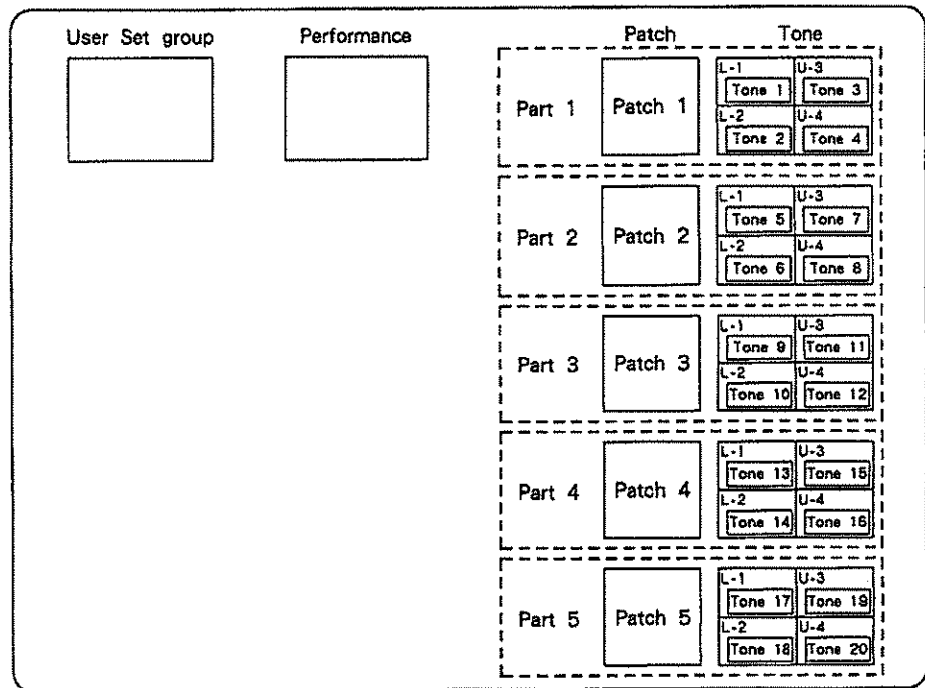 User Set group Performance Patch Tone
Part 1 Patch 1
L-1 U-3
Tone 1 Tone 3
L-2 U-4
Tone 2 Tone 4
Part 2 Patch 2
L-1 U-3
Tone 5 Tone 7
L-2 U-4
Tone 6 Tone 8
Part 3 Patch 3
L-1 U-3
Tone 9 Tone 11
L-2 U-4
Tone 10 Tone 12
Part 4 Patch 4
L-1 U-3
Tone 13 Tone 15
L-2 U-4
Tone 14 Tone 16
Part 5 Patch 5
L-1 U-3
Tone 17 Tone 19
L-2 U-4
Tone 18 Tone 20